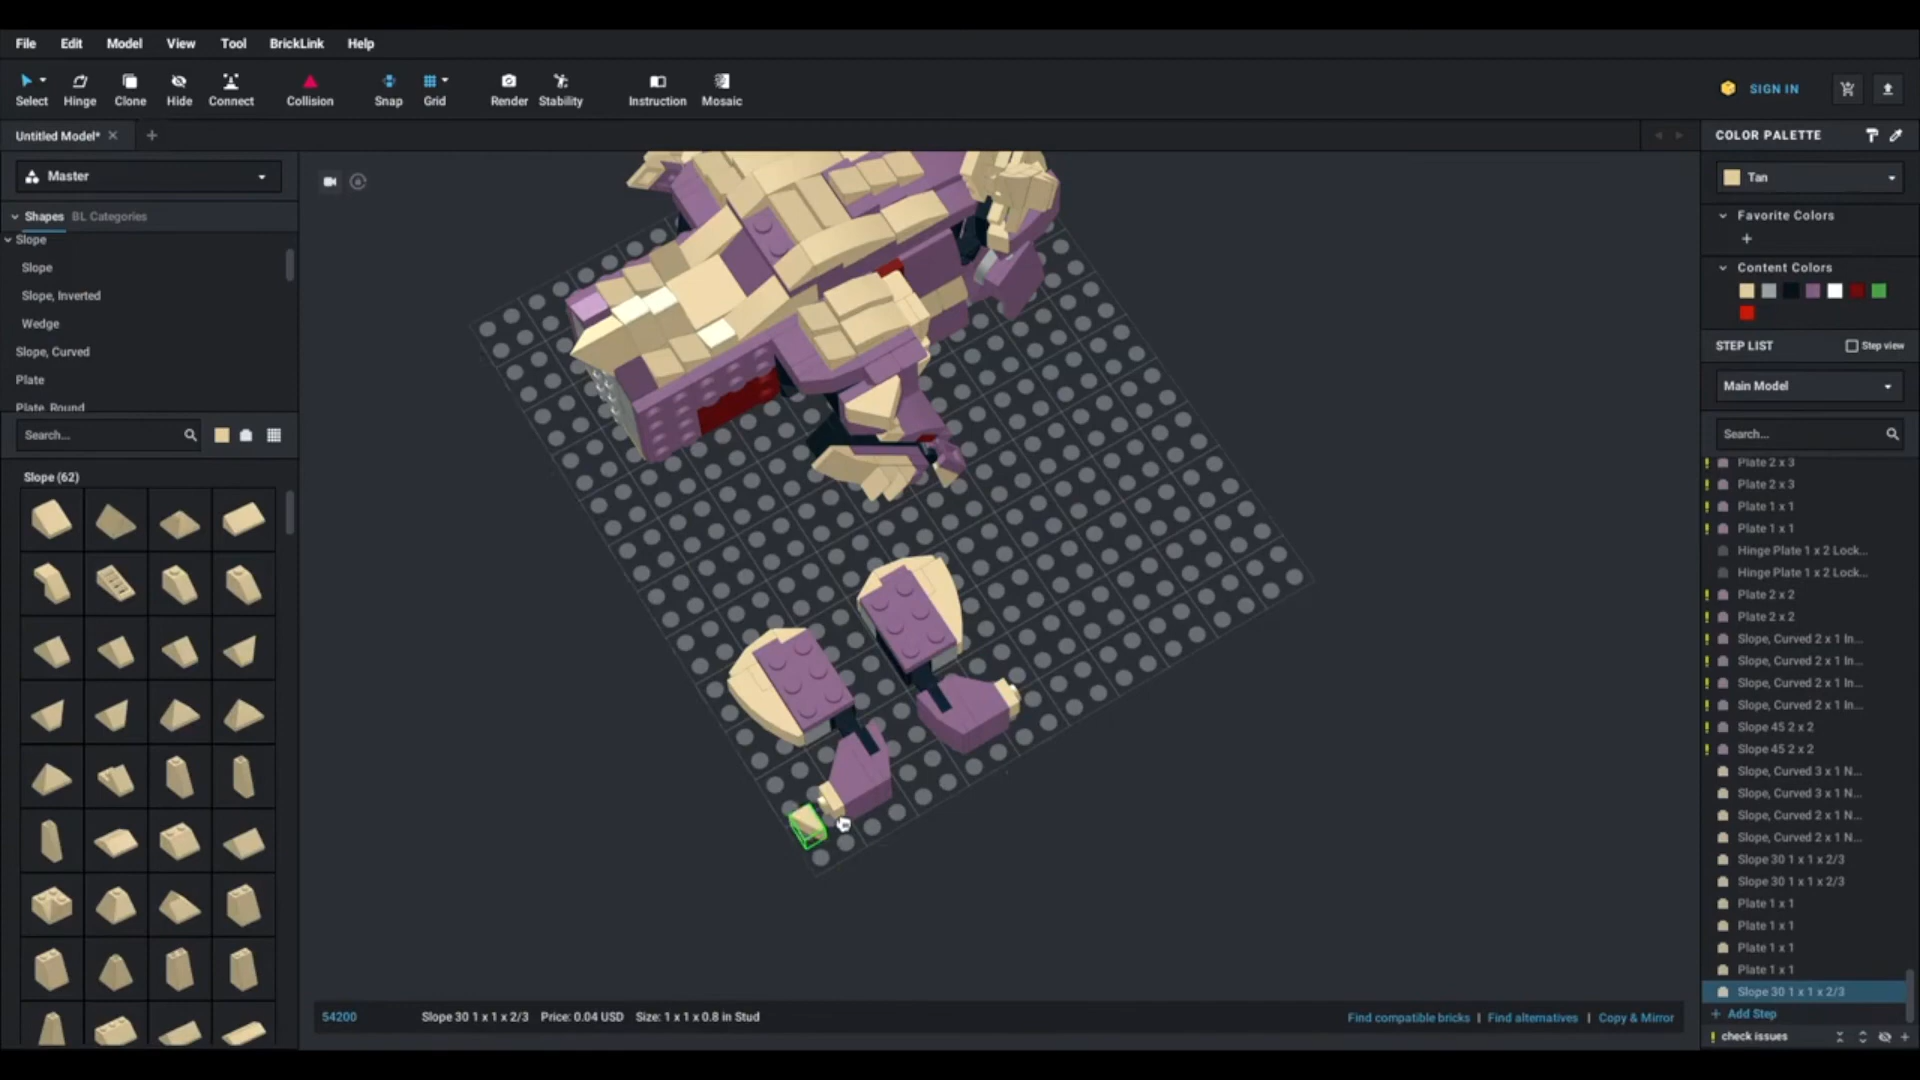 File Edit Model View Tool BrickLink Help
Select Hinge Clone Hide Connect Collision Snap Grid Render Stability Instruction Mosaic
SIGN IN
Untitled Model*
COLOR PALETTE
Master
Tan
Shapes BL Categories
Favorite Colors
Slope
Slope
Slope, Inverted
Wedge
Slope, Curved
Plate
Plate, Round
Content Colors
STEP LIST Step view
Main Model
Search...
Search...
Slope (62)
Plate 2 x 3
Plate 2 x 3
Plate 1 x 1
Plate 1 x 1
Hinge Plate 1 x 2 Lock...
Hinge Plate 1 x 2 Lock...
Plate 2 x 2
Plate 2 x 2
Slope, Curved 2 x 1 In...
Slope, Curved 2 x 1 In...
Slope, Curved 2 x 1 In...
Slope, Curved 2 x 1 In...
Slope 45 2 x 2
Slope 45 2 x 2
Slope, Curved 3 x 1 N...
Slope, Curved 3 x 1 N...
Slope, Curved 2 x 1 N...
Slope, Curved 2 x 1 N...
Slope 30 1 x 1 x 2/3
Slope 30 1 x 1 x 2/3
Plate 1 x 1
Plate 1 x 1
Plate 1 x 1
Plate 1 x 1
Slope 30 1 x 1 x 2/3
Add Step
check issues
54200 Slope 30 1 x 1 x 2/3 Price: 0.04 USD Size: 1 x 1 x 0.8 in Stud
Find compatible bricks | Find alternatives | Copy & Mirror